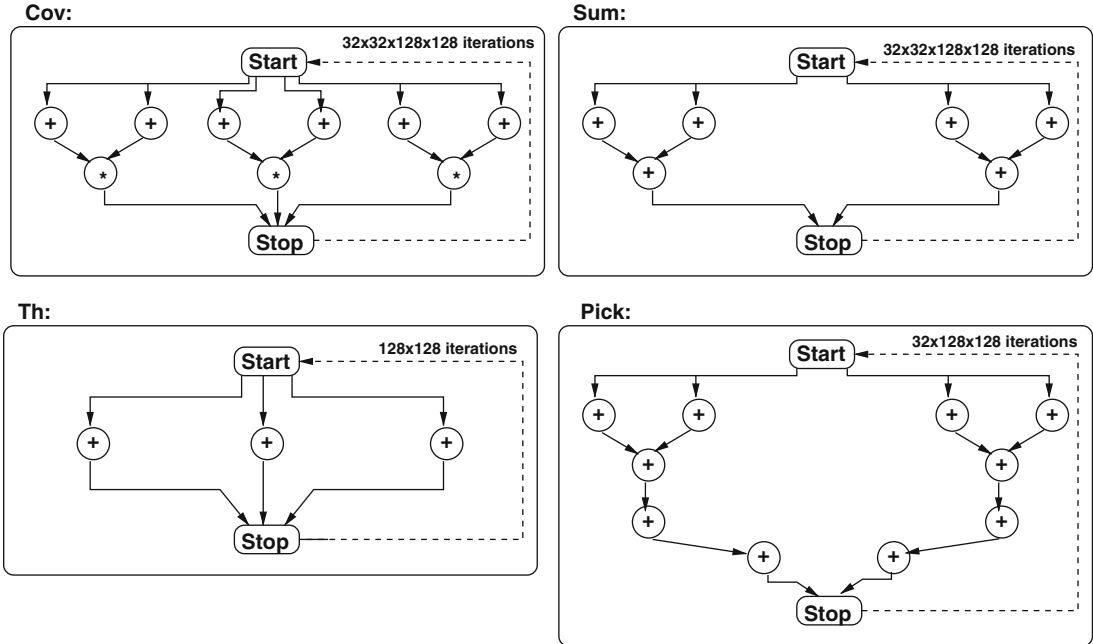 Cov:
32x32x128x128 iterations
Start
+ + + + + +
* * *
Stop
Sum:
32x32x128x128 iterations
Start
+ + + +
+ +
Stop
Th:
128x128 iterations
Start
+ + +
Stop
Pick:
32x128x128 iterations
Start
+ + + +
+ +
+ +
+ +
Stop